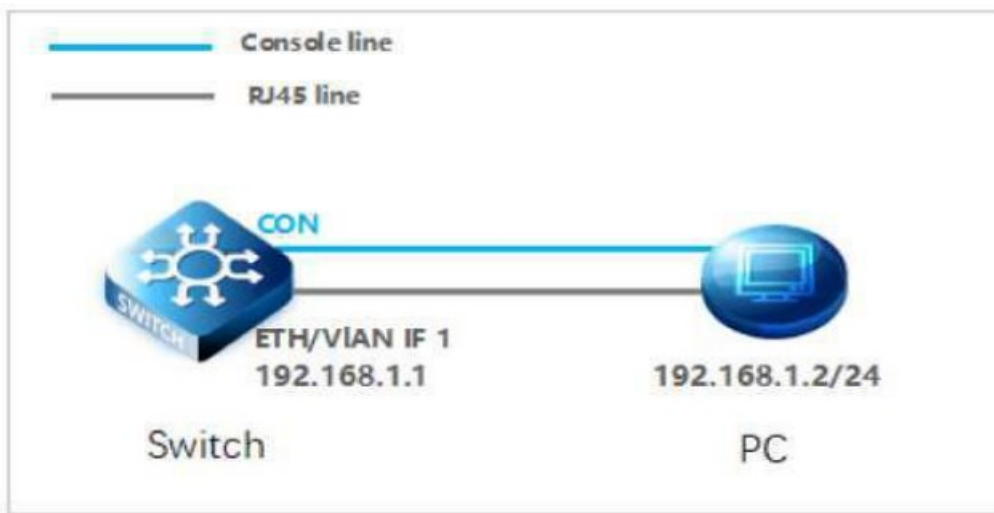 Console line
RJ45 line
CON
SWITCH
ETH/VlAN IF 1
192.168.1.1
192.168.1.2/24
Switch
PC